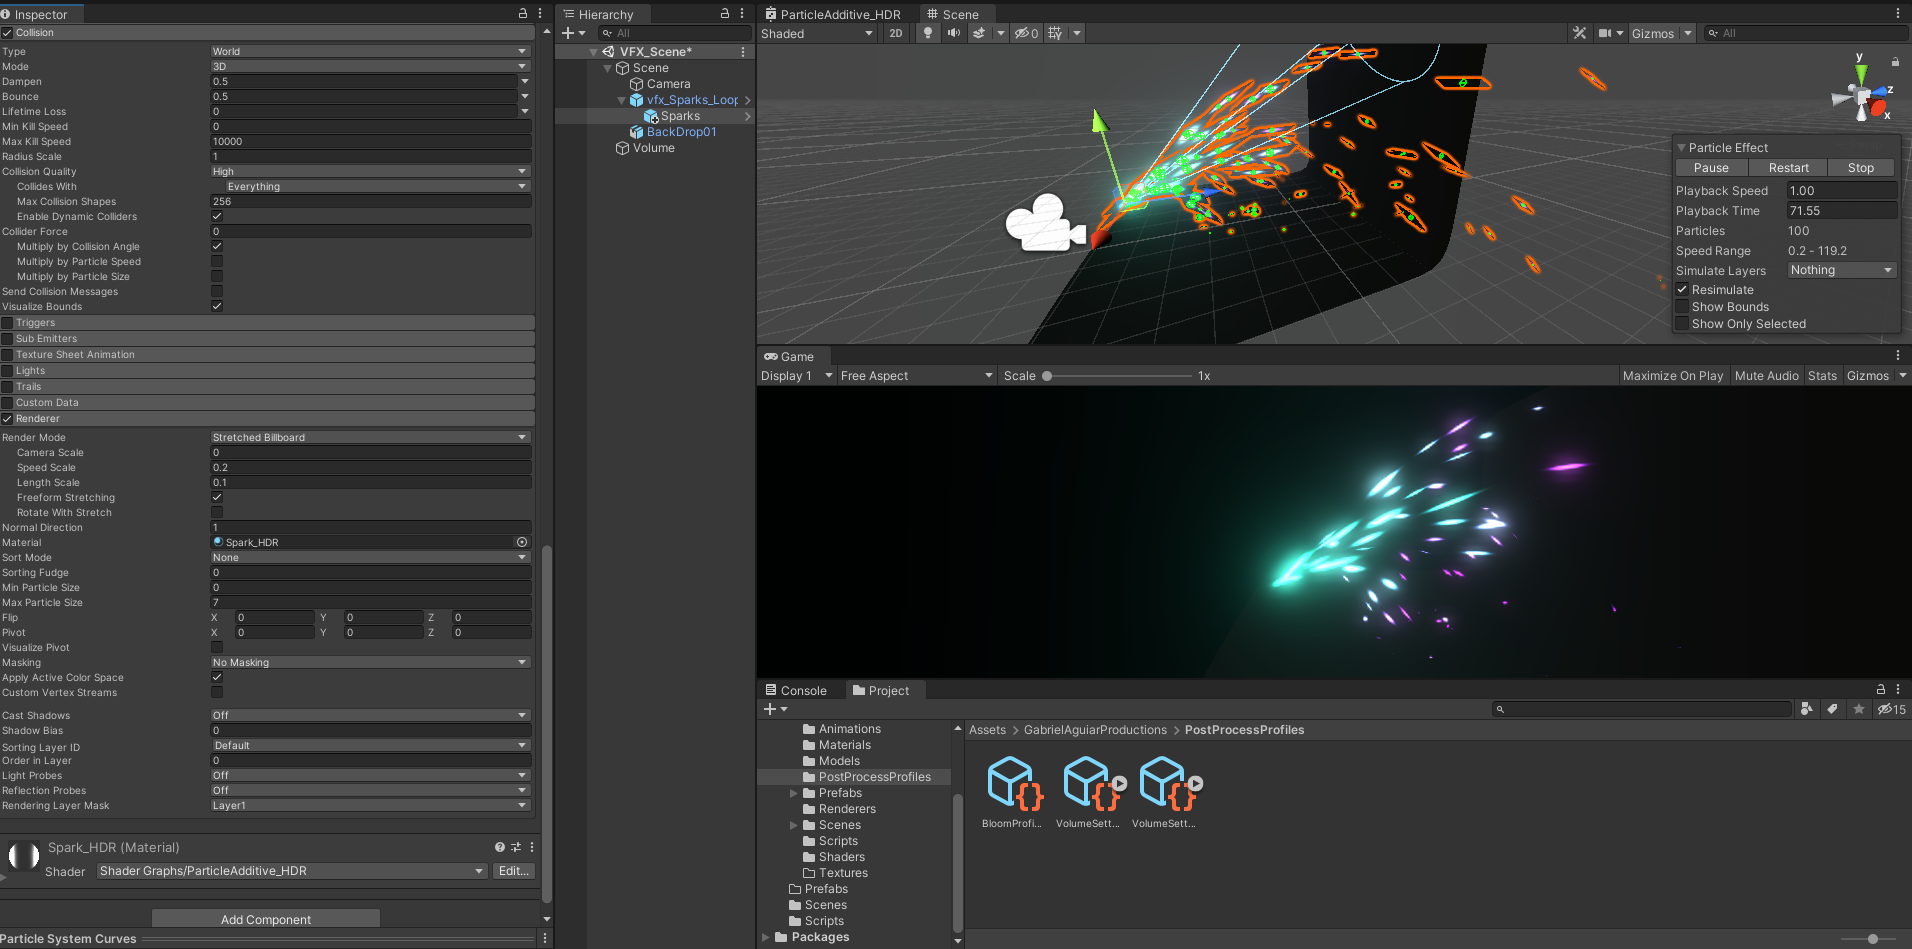 Inspector
Collision
Type World
Mode 3D
Dampen 0.5
Bounce 0.5
Lifetime Loss 0
Min Kill Speed 0
Max Kill Speed 10000
Radius Scale 1
Collision Quality High
Collides With Everything
Max Collision Shapes 256
Enable Dynamic Colliders
Collider Force 0
Multiply by Collision Angle
Multiply by Particle Speed
Multiply by Particle Size
Send Collision Messages
Visualize Bounds
Triggers
Sub Emitters
Texture Sheet Animation
Lights
Trails
Custom Data
Renderer
Render Mode Stretched Billboard
Camera Scale 0
Speed Scale 0.2
Length Scale 0.1
Freeform Stretching
Rotate With Stretch
Normal Direction 1
Material Spark_HDR
Sort Mode None
Sorting Fudge 0
Min Particle Size 0
Max Particle Size 7
Flip X 0 Y 0 Z 0
Pivot X 0 Y 0 Z 0
Visualize Pivot
Masking No Masking
Apply Active Color Space
Custom Vertex Streams
Cast Shadows Off
Shadow Bias 0
Sorting Layer ID Default
Order in Layer 0
Light Probes Off
Reflection Probes Off
Rendering Layer Mask Layer1
Spark_HDR (Material)
Shader Shader Graphs/ParticleAdditive_HDR Edit...
Add Component
Particle System Curves
Hierarchy
All
VFX_Scene*
Scene
Camera
vfx_Sparks_Loop
Sparks
BackDrop01
Volume
ParticleAdditive_HDR Scene
Shaded 2D 0 Gizmos All
y
z
x
Particle Effect
Pause Restart Stop
Playback Speed 1.00
Playback Time 71.55
Particles 100
Speed Range 0.2 - 119.2
Simulate Layers Nothing
Resimulate
Show Bounds
Show Only Selected
Game
Display 1 Free Aspect Scale 1x Maximize On Play Mute Audio Stats Gizmos
Console Project
15
Animations
Materials
Models
PostProcessProfiles
Prefabs
Renderers
Scenes
Scripts
Shaders
Textures
Prefabs
Scenes
Scripts
Packages
Assets > GabrielAguiarProductions > PostProcessProfiles
BloomProfi... VolumeSett... VolumeSett...